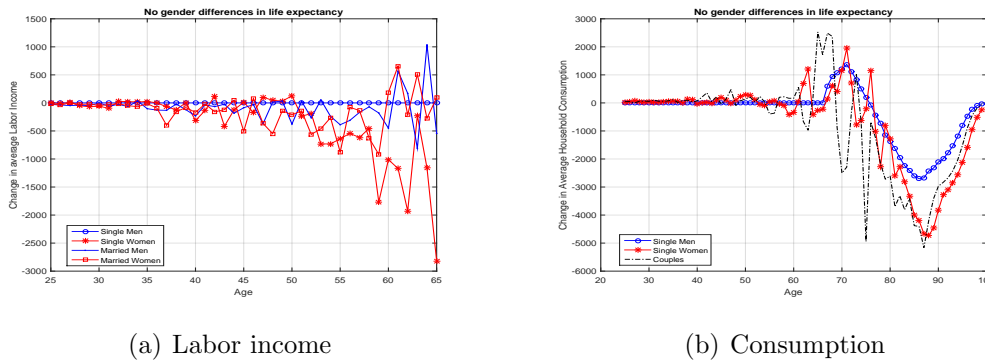 No gender differences in life expectancy
Change in average Labor Income
1500
1000
500
0
-500
-1000
-1500
-2000
-2500
-3000
25 30 35 40 45 50 55 60 65
Age
Single Men
Single Women
Married Men
Married Women
(a) Labor income
No gender differences in life expectancy
Change in Average Household Consumption
3000
2000
1000
0
-1000
-2000
-3000
-4000
-5000
-6000
20 30 40 50 60 70 80 90 100
Age
Single Men
Single Women
Couples
(b) Consumption